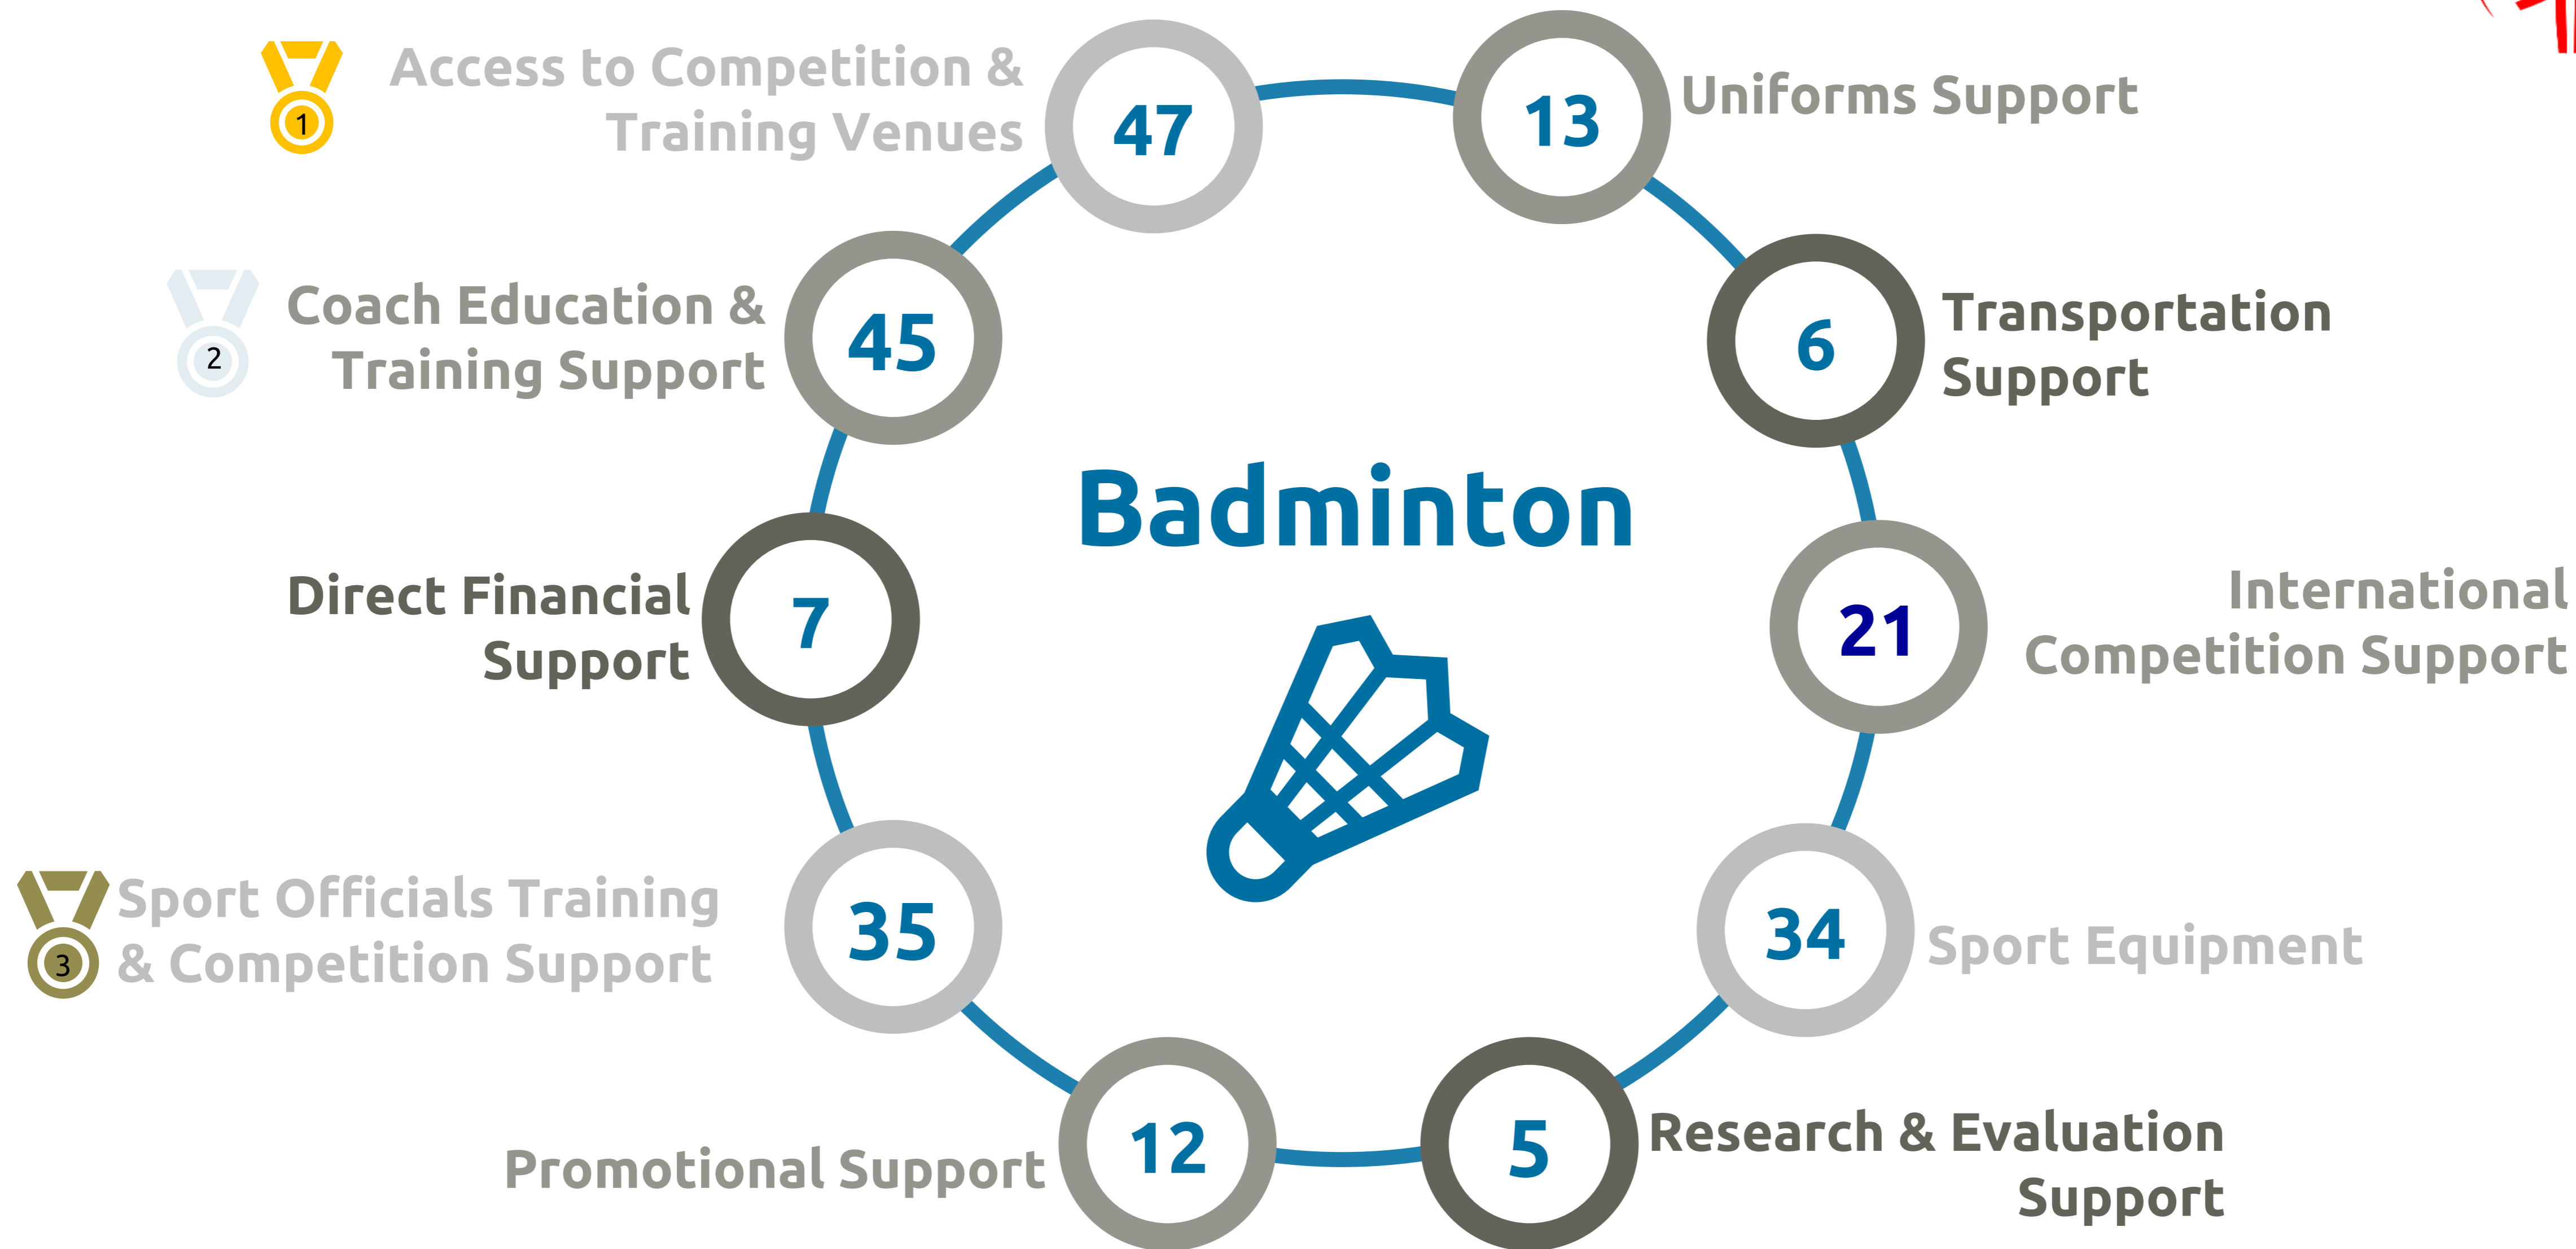 1
Access to Competition &
Training Venues
47
13
Uniforms Support
2
Coach Education &
Training Support
45
6
Transportation
Support
Badminton
Direct Financial
Support
7
21
International
Competition Support
3
Sport Officials Training
& Competition Support
35
34
Sport Equipment
Promotional Support
12
5
Research & Evaluation
Support